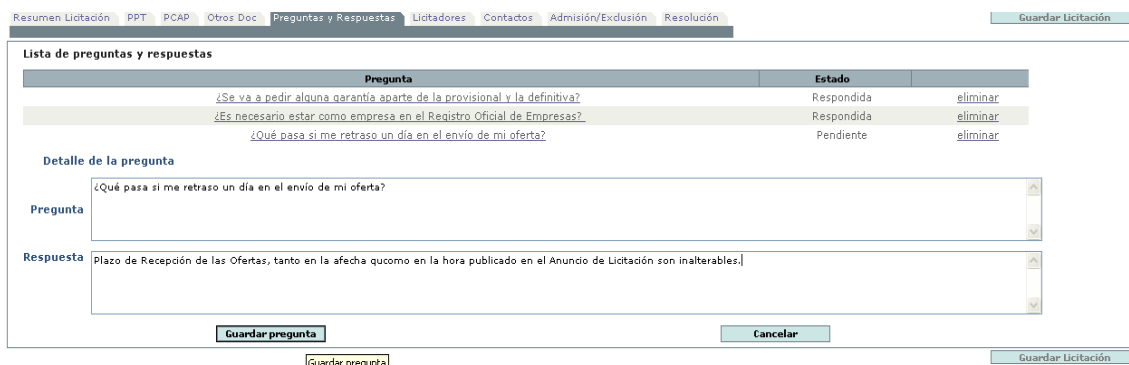 Resumen Licitación PPT PCAP Otros Doc Preguntas y Respuestas Licitadores Contactos Admisión/Exclusión Resolución Guardar Licitación
Lista de preguntas y respuestas
Pregunta Estado
¿Se va a pedir alguna garantía aparte de la provisional y la definitiva? Respondida eliminar
¿Es necesario estar como empresa en el Registro Oficial de Empresas? Respondida eliminar
¿Qué pasa si me retraso un día en el envío de mi oferta? Pendiente eliminar
Detalle de la pregunta
¿Qué pasa si me retraso un día en el envío de mi oferta?
Pregunta
Respuesta
Plazo de Recepción de las Ofertas, tanto en la afecha qucomo en la hora publicado en el Anuncio de Licitación son inalterables.
Guardar pregunta Cancelar
Guardar pregunta
Guardar Licitación